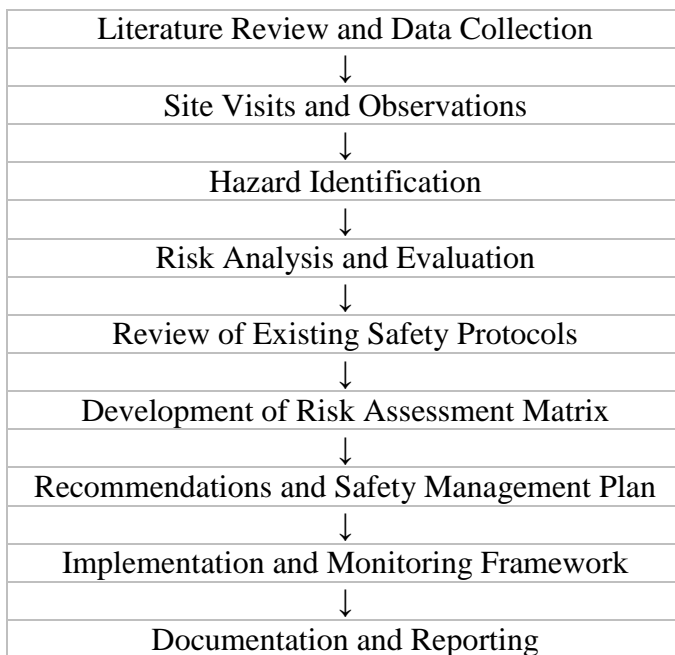 Literature Review and Data Collection
↓
Site Visits and Observations
↓
Hazard Identification
↓
Risk Analysis and Evaluation
↓
Review of Existing Safety Protocols
↓
Development of Risk Assessment Matrix
↓
Recommendations and Safety Management Plan
↓
Implementation and Monitoring Framework
↓
Documentation and Reporting